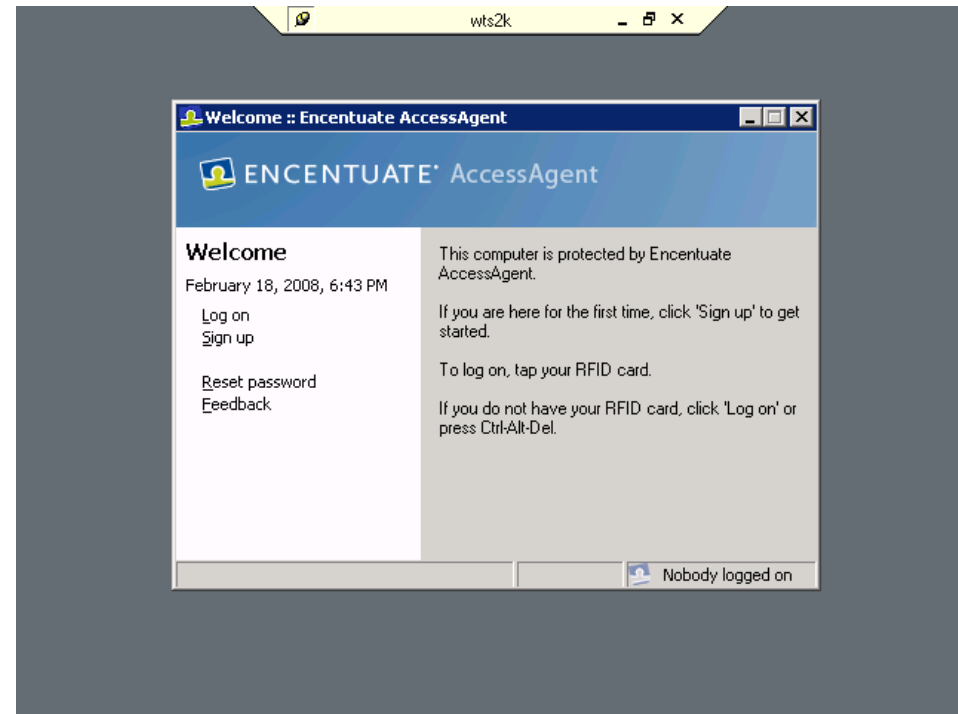 wts2k
Welcome :: Encentuate AccessAgent
ENCENTUATE® AccessAgent
Welcome
February 18, 2008, 6:43 PM
Log on
Sign up
Reset password
Feedback
This computer is protected by Encentuate
AccessAgent.
If you are here for the first time, click 'Sign up' to get
started.
To log on, tap your RFID card.
If you do not have your RFID card, click 'Log on' or
press Ctrl-Alt-Del.
Nobody logged on